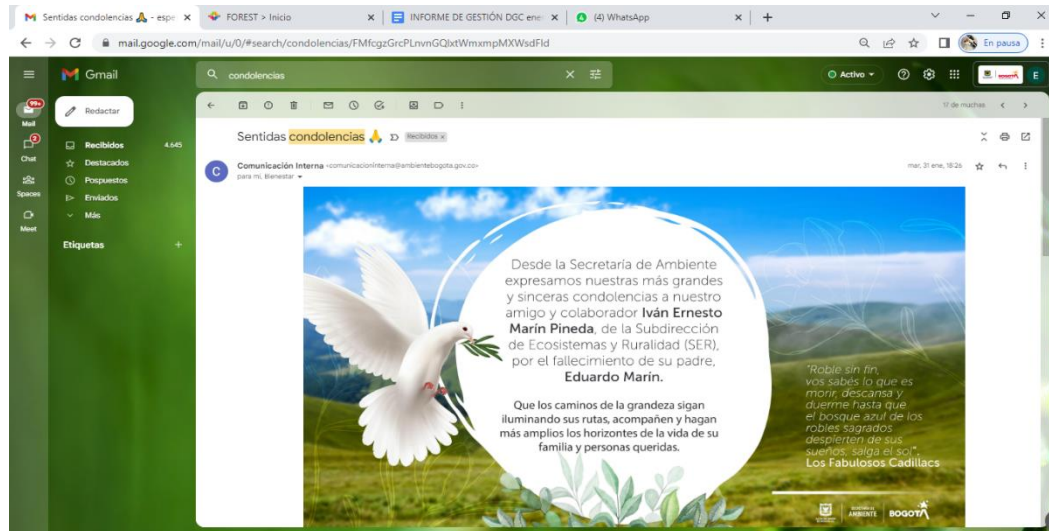 Sentidas condolencias 🙏 - espe
FOREST > Inicio
INFORME DE GESTIÓN DGC ene
(4) WhatsApp
mail.google.com/mail/u/0/#search/condolencias/FMfcgzGrcPLnvnGQlxtWmxmpMXWsdFld
En pausa
Gmail
condolencias
Activo
E
99+
Mail
Chat
Spaces
Meet
Redactar
Recibidos 4.645
Destacados
Pospuestos
Enviados
Más
Etiquetas
17 de muchas
Sentidas condolencias 🙏 Recibidos x
C
Comunicación Interna <comunicacioninterna@ambientebogota.gov.co>
para mí, Bienestar
mar, 31 ene, 18:26
Desde la Secretaría de Ambiente
expresamos nuestras más grandes
y sinceras condolencias a nuestro
amigo y colaborador Iván Ernesto
Marín Pineda, de la Subdirección
de Ecosistemas y Ruralidad (SER),
por el fallecimiento de su padre,
Eduardo Marín.
Que los caminos de la grandeza sigan
iluminando sus rutas, acompañen y hagan
más amplios los horizontes de la vida de su
familia y personas queridas.
"Roble sin fin,
vos sabés lo que es
morir, descansa y
duerme hasta que
el bosque azul de los
robles sagrados
despierten de sus
sueños, salga el sol".
Los Fabulosos Cadillacs
AMBIENTE
BOGOTÁ